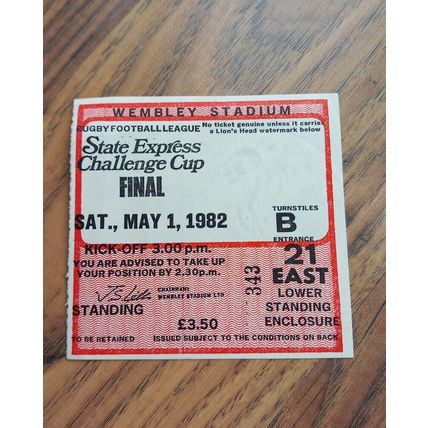 WEMBLEY STADIUM
RUGBY FOOTBALL LEAGUE
No ticket genuine unless it carries
a Lion's Head watermark below
State Express
Challenge Cup
FINAL
SAT., MAY 1, 1982
TURNSTILES
B
ENTRANCE
21
EAST
LOWER
STANDING
ENCLOSURE
KICK-OFF 3.00 p.m.
YOU ARE ADVISED TO TAKE UP
YOUR POSITION BY 2.30p.m.
CHAIRMAN:
WEMBLEY STADIUM LTD
343
STANDING
£3.50
TO BE RETAINED
ISSUED SUBJECT TO THE CONDITIONS ON BACK